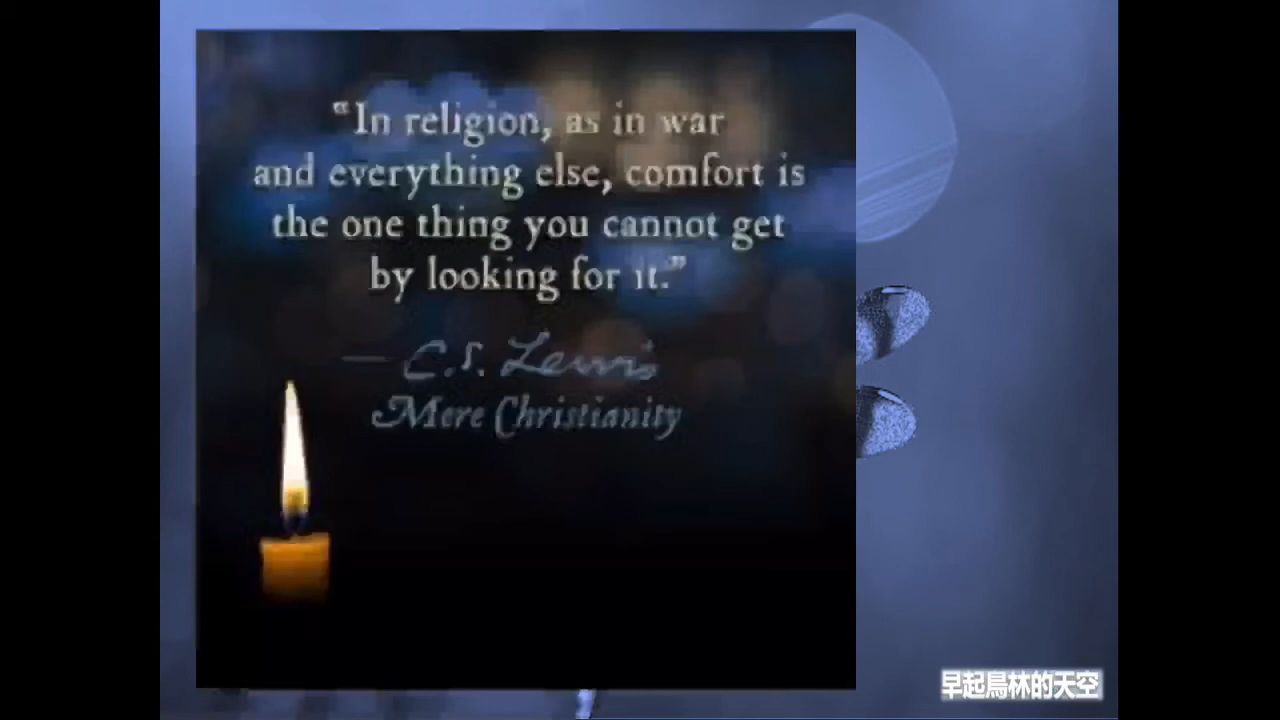 “In religion, as in war
and everything else, comfort is
the one thing you cannot get
by looking for it.”
— C.S. Lewis
Mere Christianity
早起鳥林的天空